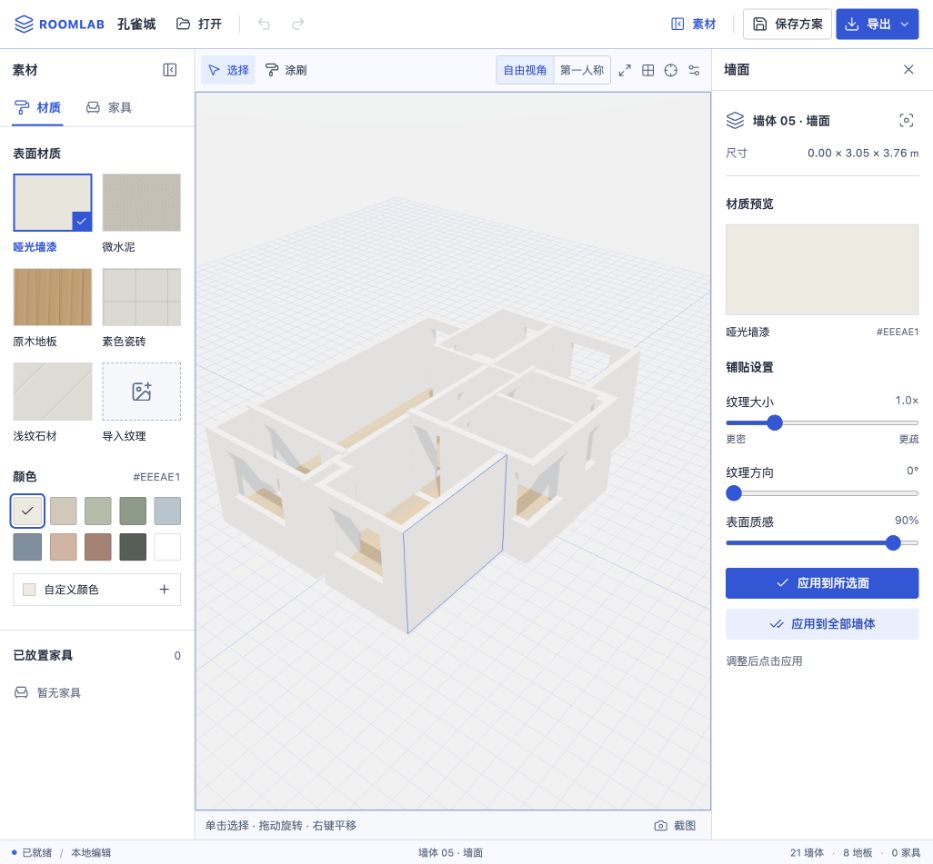 ROOMLAB 孔雀城 打开 素材 保存方案 导出
素材
材质 家具
表面材质
哑光墙漆 微水泥
原木地板 素色瓷砖
浅纹石材 导入纹理
颜色 #EEEAE1
自定义颜色
已放置家具 0
暂无家具
选择 涂刷 自由视角 第一人称
单击选择 · 拖动旋转 · 右键平移 截图
墙面
墙体 05 · 墙面
尺寸 0.00 × 3.05 × 3.76 m
材质预览
哑光墙漆 #EEEAE1
铺贴设置
纹理大小 1.0×
更密 更疏
纹理方向 0°
表面质感 90%
应用到所选面
应用到全部墙体
调整后点击应用
已就绪 / 本地编辑 墙体 05 · 墙面 21 墙体 · 8 地板 · 0 家具